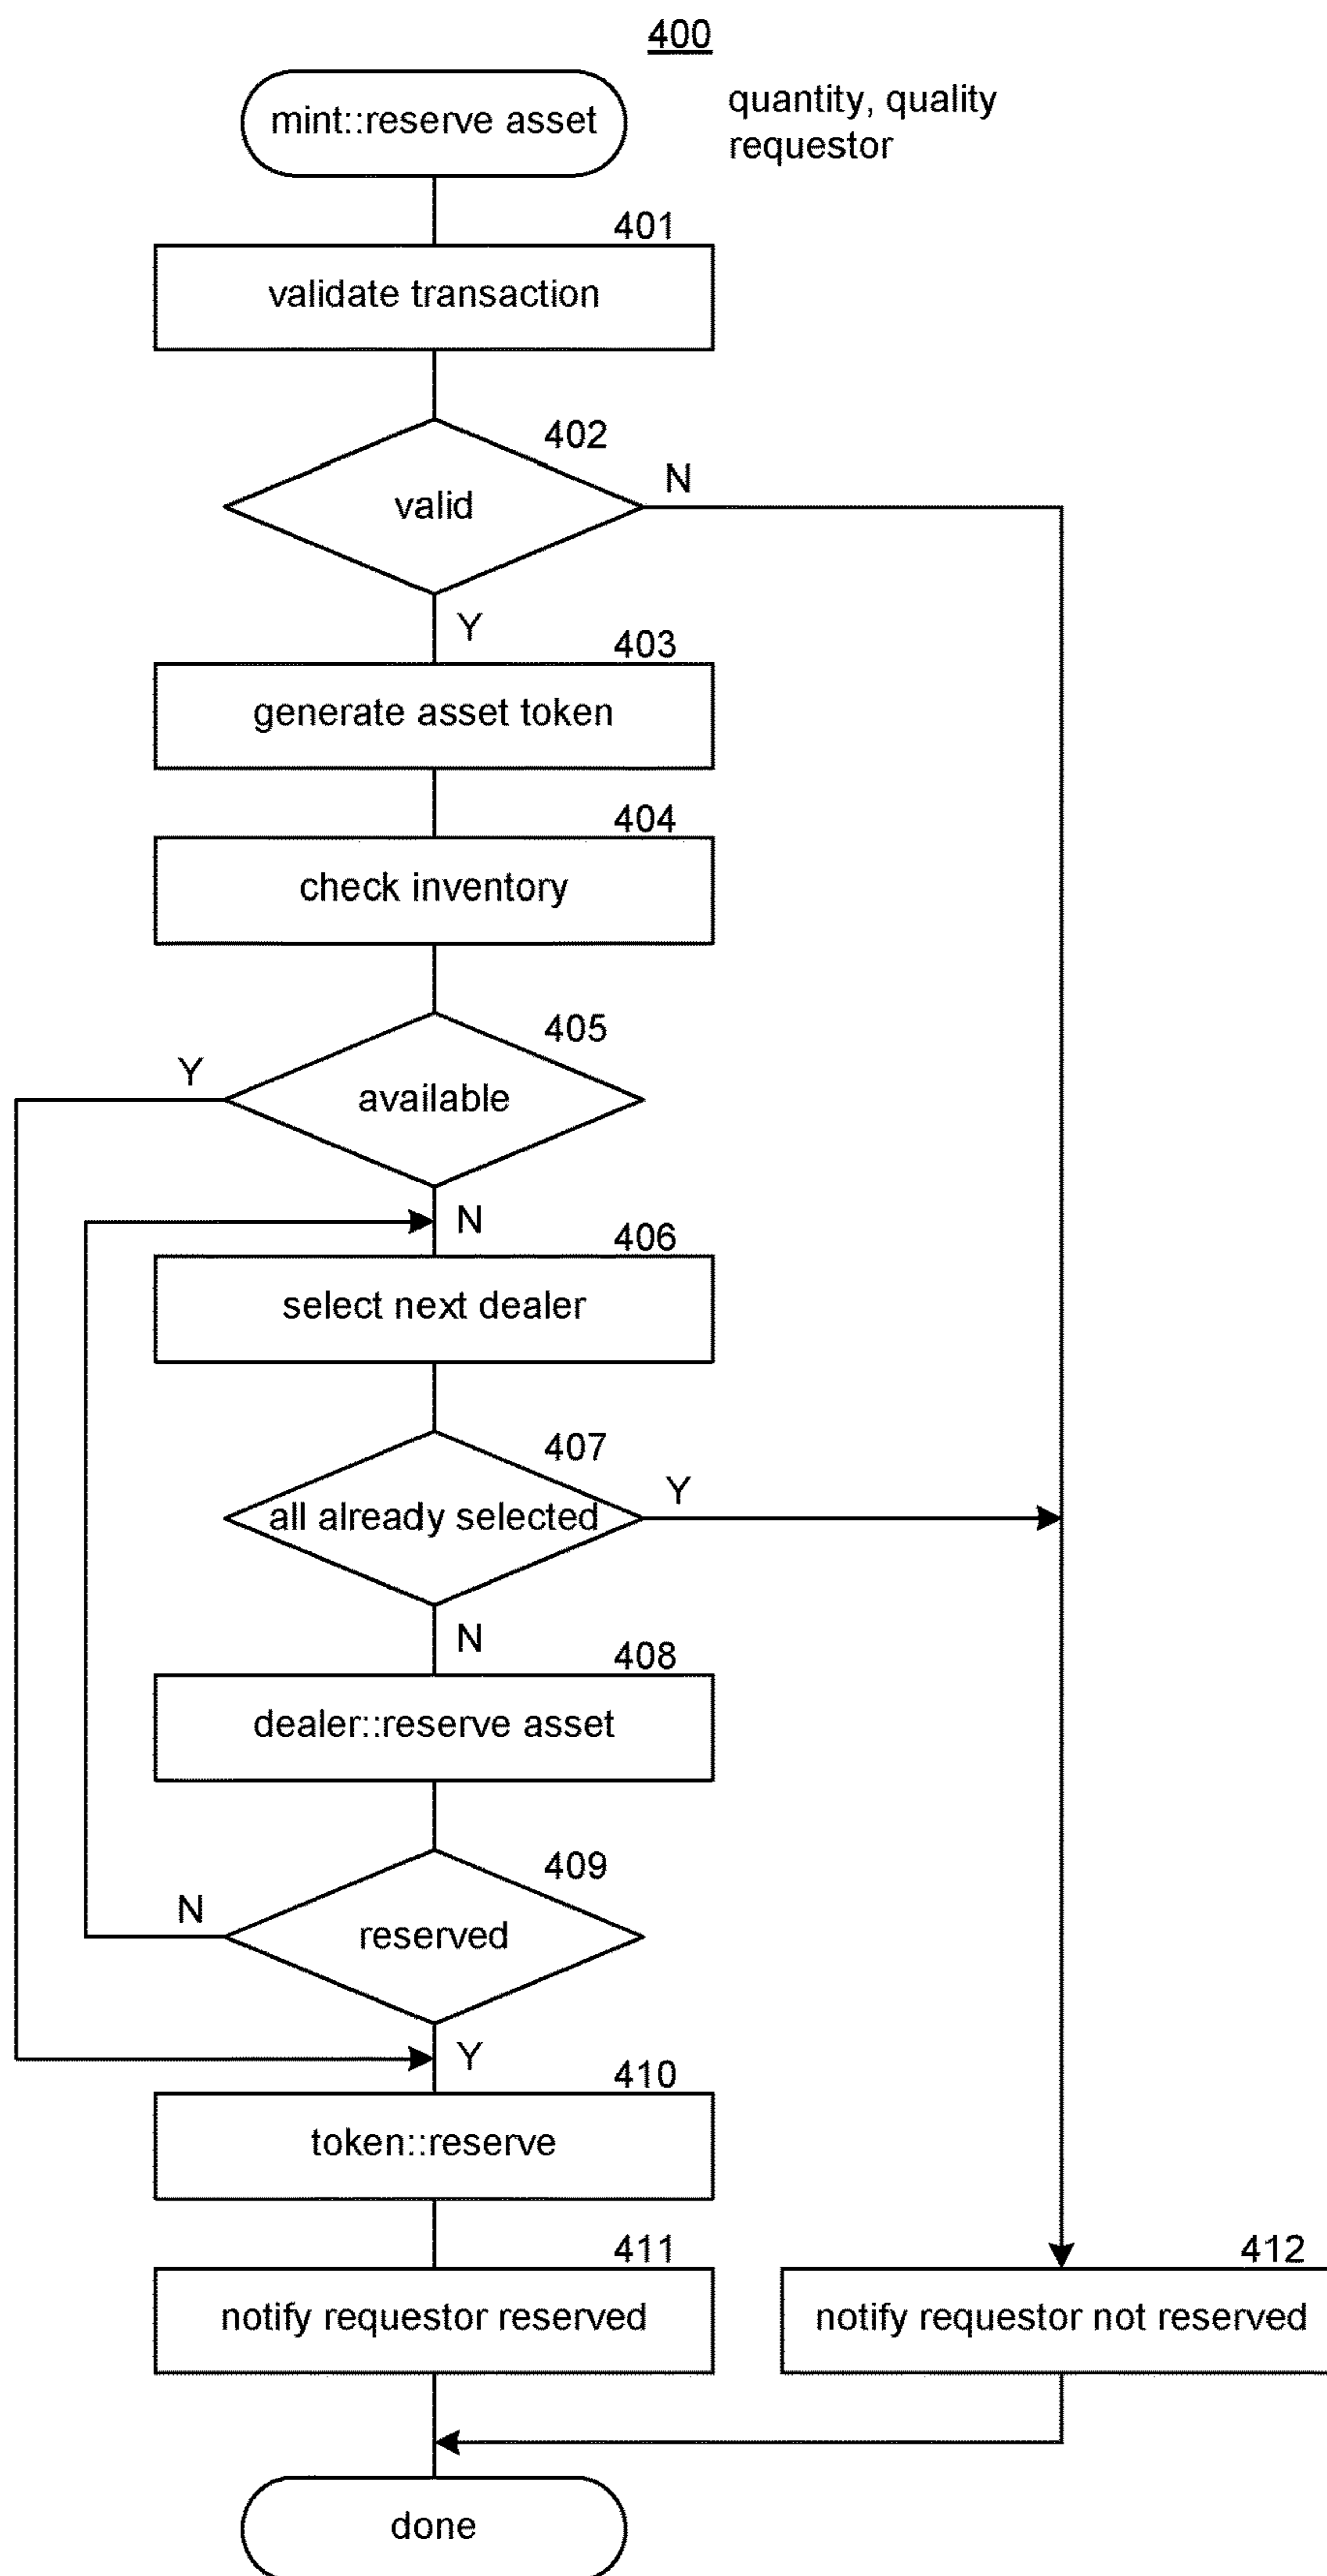 400
mint::reserve asset
quantity, quality
requestor
401
validate transaction
402
valid
N
Y
403
generate asset token
404
check inventory
405
Y
available
N
406
select next dealer
407
all already selected
Y
N
408
dealer::reserve asset
409
N
reserved
Y
410
token::reserve
411
notify requestor reserved
412
notify requestor not reserved
done